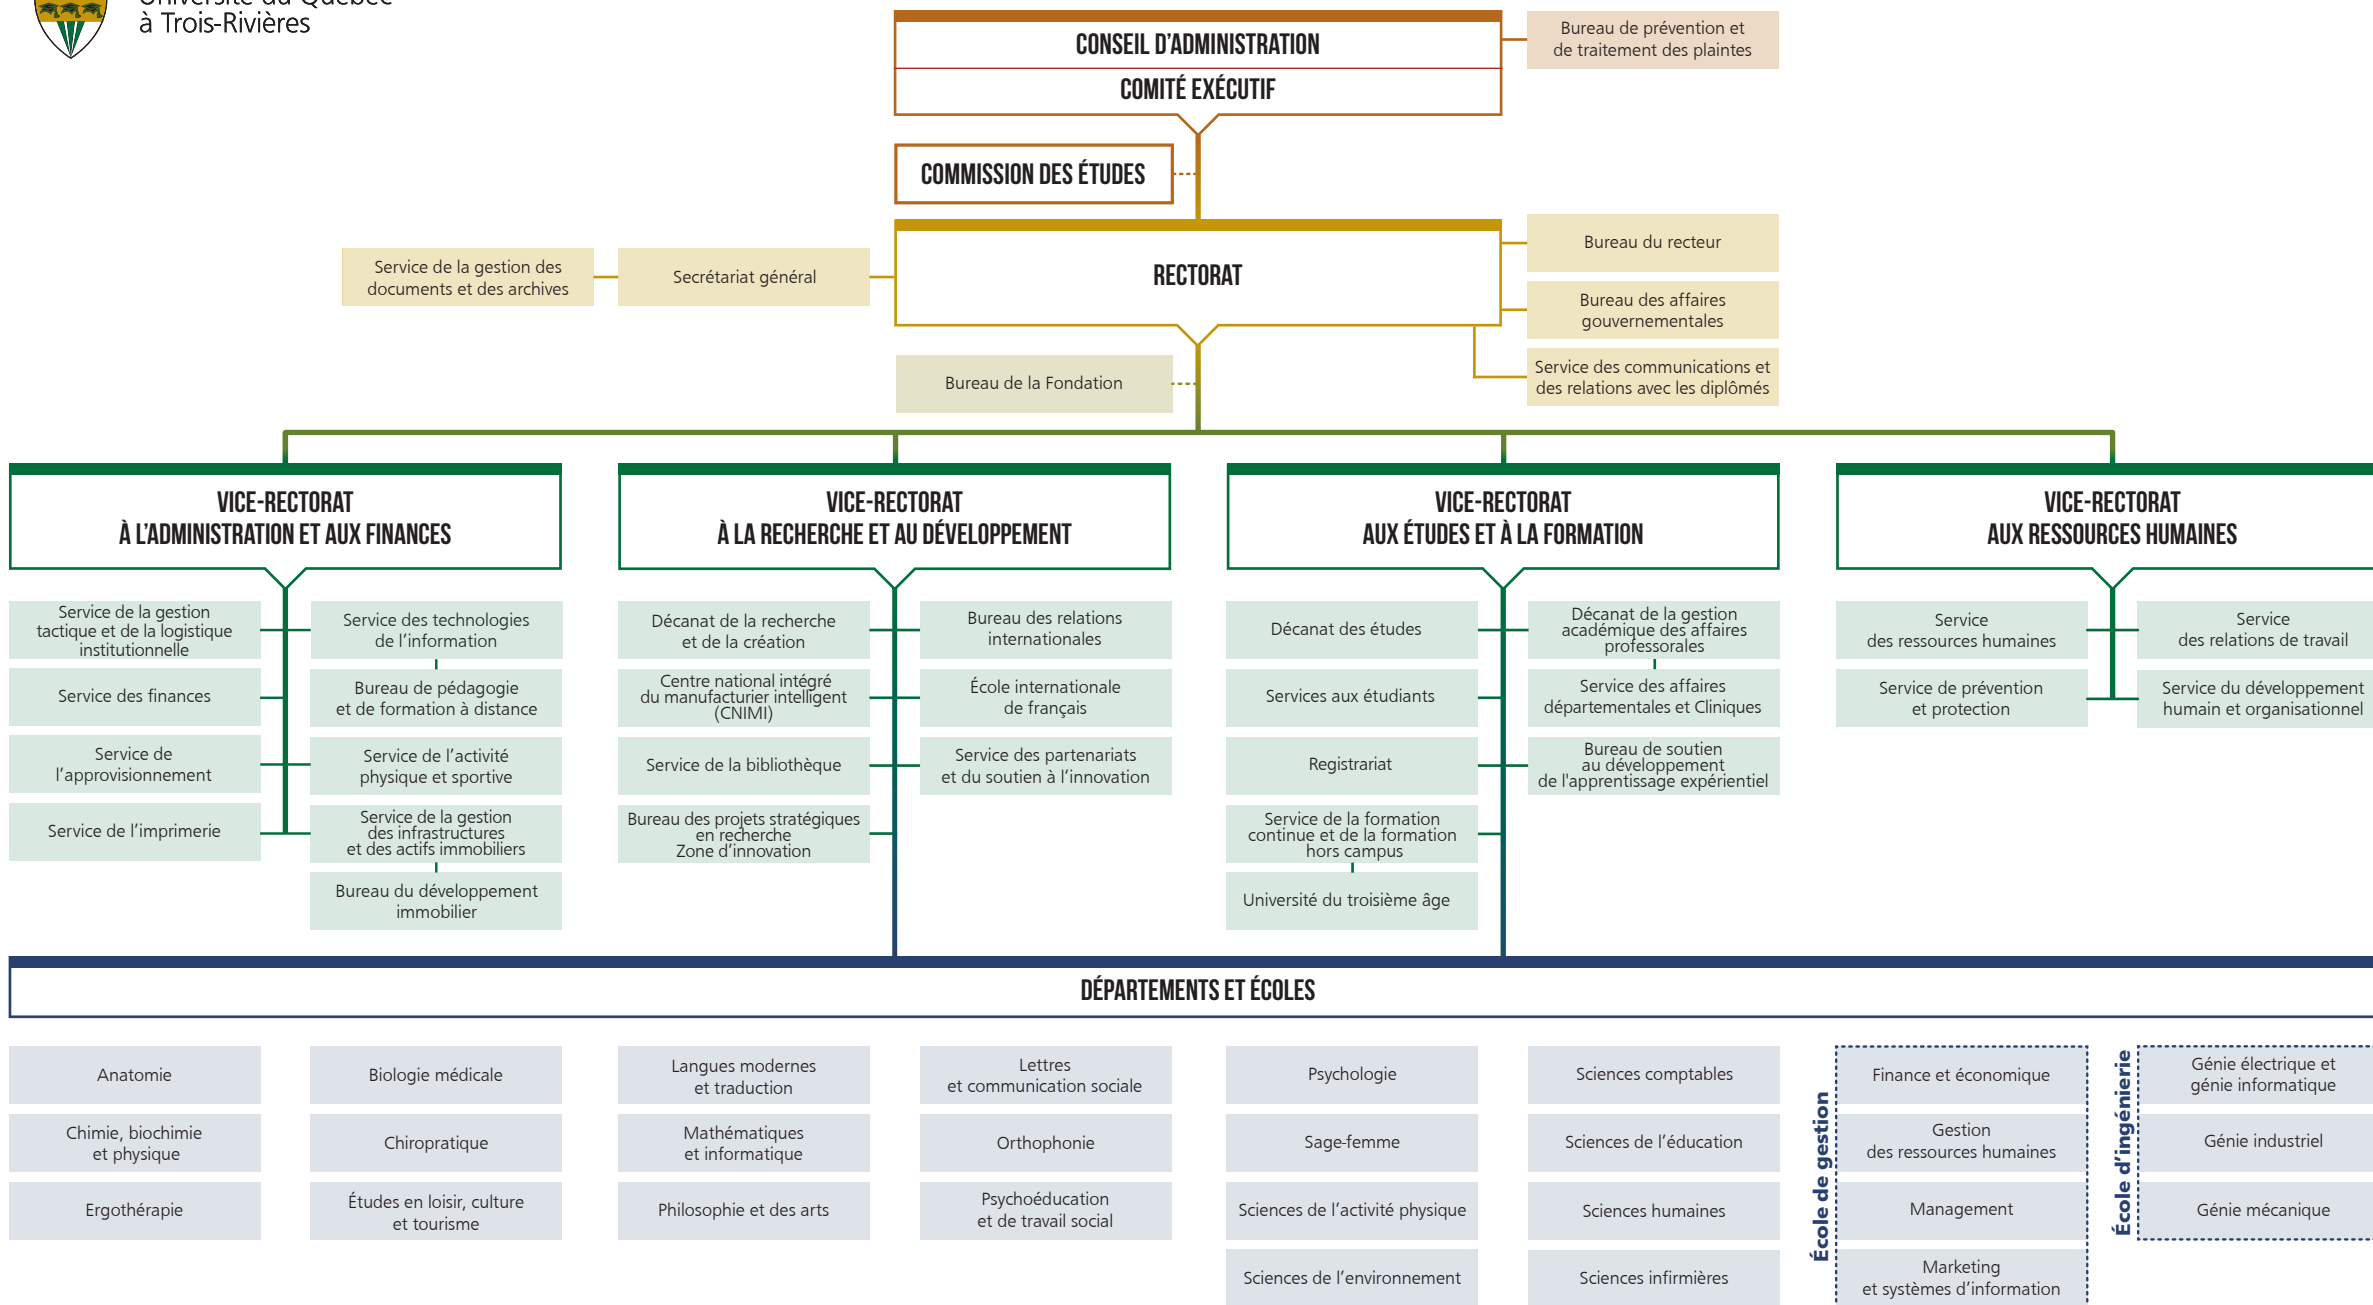 à Trois-Rivières
CONSEIL D'ADMINISTRATION
COMITÉ EXÉCUTIF
Bureau de prévention et
de traitement des plaintes
COMMISSION DES ÉTUDES
Service de la gestion des
documents et des archives
Secrétariat général
RECTORAT
Bureau du recteur
Bureau des affaires
gouvernementales
Service des communications et
des relations avec les diplômés
Bureau de la Fondation
VICE-RECTORAT
À L'ADMINISTRATION ET AUX FINANCES
VICE-RECTORAT
À LA RECHERCHE ET AU DÉVELOPPEMENT
VICE-RECTORAT
AUX ÉTUDES ET À LA FORMATION
VICE-RECTORAT
AUX RESSOURCES HUMAINES
Service de la gestion
tactique et de la logistique
institutionnelle
Service des technologies
de l'information
Service des finances
Bureau de pédagogie
et de formation à distance
Service de
l'approvisionnement
Service de l'activité
physique et sportive
Service de l'imprimerie
Service de la gestion
des infrastructures
et des actifs immobiliers
Bureau du développement
immobilier
Décanat de la recherche
et de la création
Bureau des relations
internationales
Centre national intégré
du manufacturier intelligent
(CNIMI)
École internationale
de français
Service de la bibliothèque
Service des partenariats
et du soutien à l'innovation
Bureau des projets stratégiques
en recherche
Zone d'innovation
Décanat des études
Décanat de la gestion
académique des affaires
professorales
Services aux étudiants
Service des affaires
départementales et Cliniques
Registrariat
Bureau de soutien
au développement
de l'apprentissage expérientiel
Service de la formation
continue et de la formation
hors campus
Université du troisième âge
Service
des ressources humaines
Service
des relations de travail
Service de prévention
et protection
Service du développement
humain et organisationnel
DÉPARTEMENTS ET ÉCOLES
Anatomie
Biologie médicale
Chimie, biochimie
et physique
Chiropratique
Ergothérapie
Études en loisir, culture
et tourisme
Langues modernes
et traduction
Lettres
et communication sociale
Mathématiques
et informatique
Orthophonie
Philosophie et des arts
Psychoéducation
et de travail social
Psychologie
Sciences comptables
Sage-femme
Sciences de l'éducation
Sciences de l'activité physique
Sciences humaines
Sciences de l'environnement
Sciences infirmières
École de gestion
Finance et économique
Gestion
des ressources humaines
Management
Marketing
et systèmes d'information
École d'ingénierie
Génie électrique et
génie informatique
Génie industriel
Génie mécanique